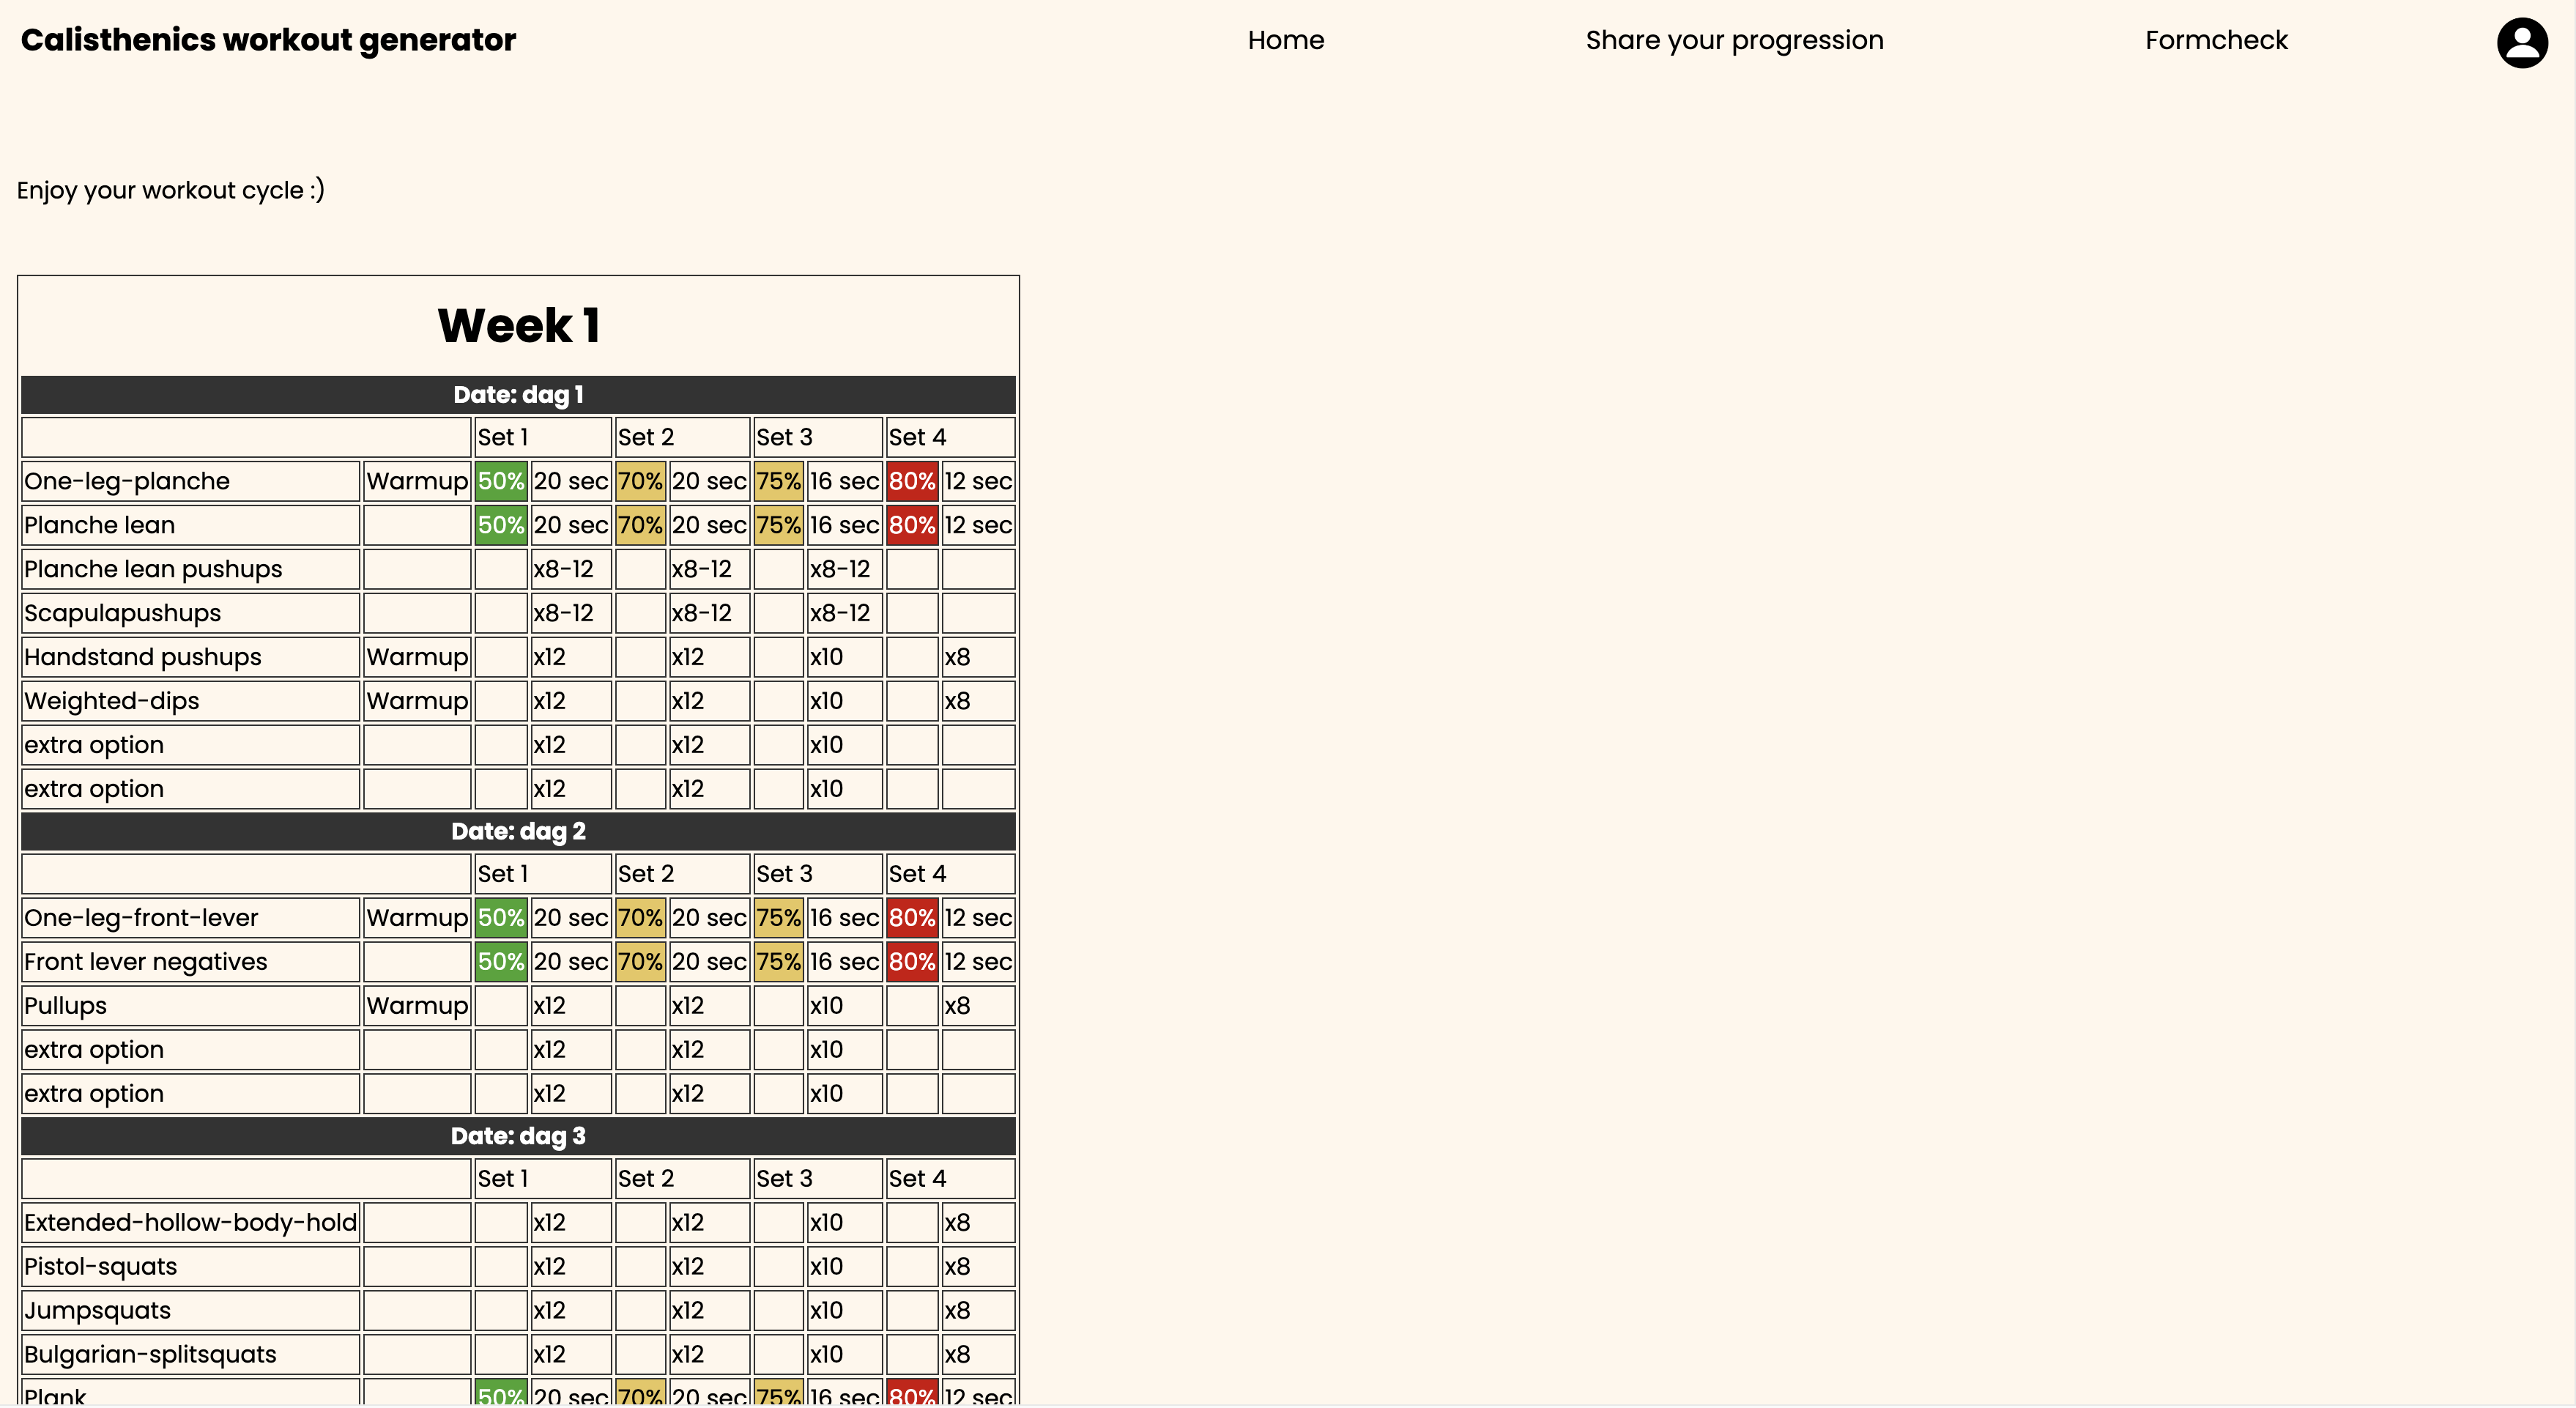 Calisthenics workout generator Home Share your progression Formcheck
Enjoy your workout cycle :)
Week 1
Date: dag 1
Set 1 Set 2 Set 3 Set 4
One-leg-planche Warmup 50% 20 sec 70% 20 sec 75% 16 sec 80% 12 sec
Planche lean 50% 20 sec 70% 20 sec 75% 16 sec 80% 12 sec
Planche lean pushups x8-12 x8-12 x8-12
Scapulapushups x8-12 x8-12 x8-12
Handstand pushups Warmup x12 x12 x10 x8
Weighted-dips Warmup x12 x12 x10 x8
extra option x12 x12 x10
extra option x12 x12 x10
Date: dag 2
Set 1 Set 2 Set 3 Set 4
One-leg-front-lever Warmup 50% 20 sec 70% 20 sec 75% 16 sec 80% 12 sec
Front lever negatives 50% 20 sec 70% 20 sec 75% 16 sec 80% 12 sec
Pullups Warmup x12 x12 x10 x8
extra option x12 x12 x10
extra option x12 x12 x10
Date: dag 3
Set 1 Set 2 Set 3 Set 4
Extended-hollow-body-hold x12 x12 x10 x8
Pistol-squats x12 x12 x10 x8
Jumpsquats x12 x12 x10 x8
Bulgarian-splitsquats x12 x12 x10 x8
Plank 50% 20 sec 70% 20 sec 75% 16 sec 80% 12 sec